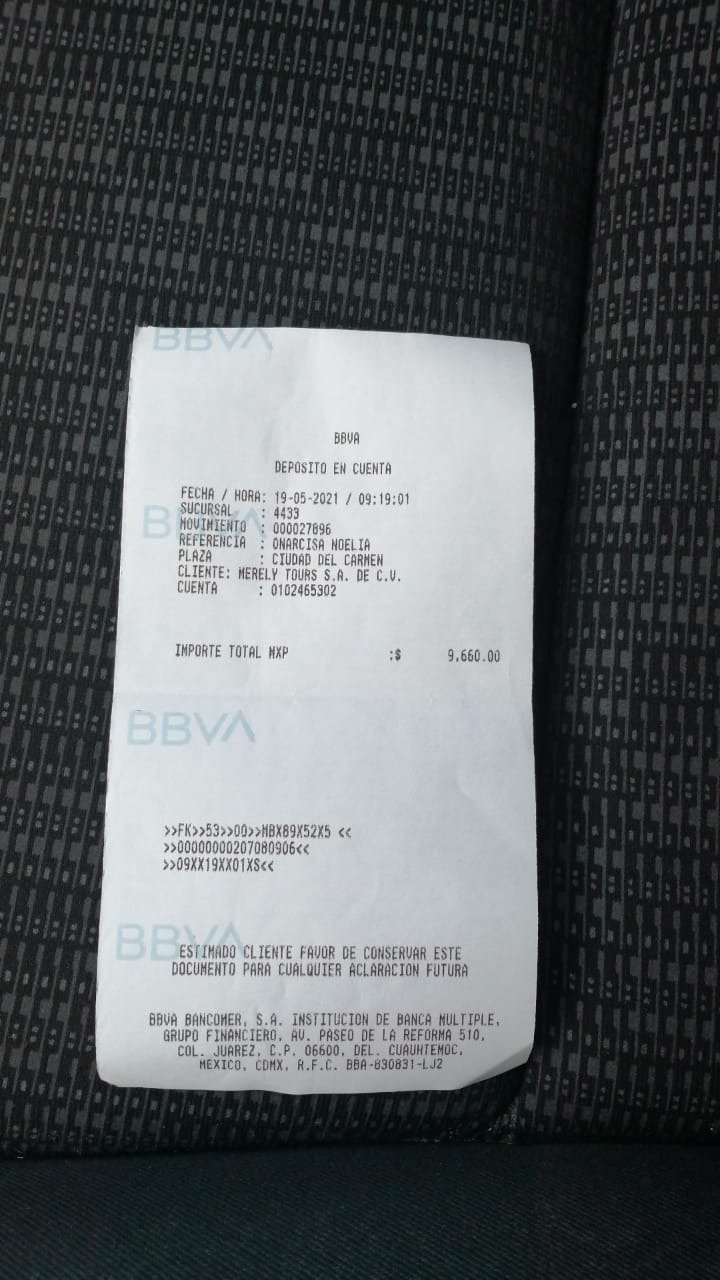 BBVA
BBVA
DEPOSITO EN CUENTA
FECHA / HORA: 19-05-2021 / 09:19:01
SUCURSAL : 4433
MOVIMIENTO : 000027896
REFERENCIA : ONARCISA NOELIA
PLAZA : CIUDAD DEL CARMEN
CLIENTE: MERELY TOURS S.A. DE C.V.
CUENTA : 0102465302
IMPORTE TOTAL MXP :$ 9,660.00
BBVA
>>FK>>53>>00>>MBX89X52X5 <<
>>00000000207080906<<
>>09XX19XX01XS<<
BBVA
ESTIMADO CLIENTE FAVOR DE CONSERVAR ESTE
DOCUMENTO PARA CUALQUIER ACLARACION FUTURA
BBVA BANCOMER, S.A. INSTITUCION DE BANCA MULTIPLE,
GRUPO FINANCIERO, AV. PASEO DE LA REFORMA 510,
COL. JUAREZ, C.P. 06600, DEL. CUAUHTEMOC,
MEXICO, CDMX, R.F.C. BBA-830831-LJ2